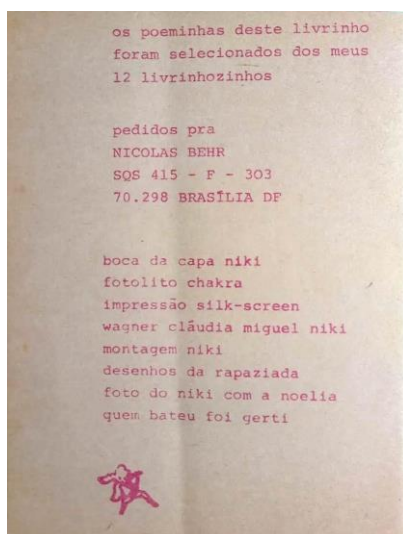 os poeminhas deste livrinho
foram selecionados dos meus
12 livrinhozinhos
pedidos pra
NICOLAS BEHR
SQS 415 - F - 303
70.298 BRASÍLIA DF
boca da capa niki
fotolito chakra
impressão silk-screen
wagner cláudia miguel niki
montagem niki
desenhos da rapaziada
foto do niki com a noelia
quem bateu foi gerti